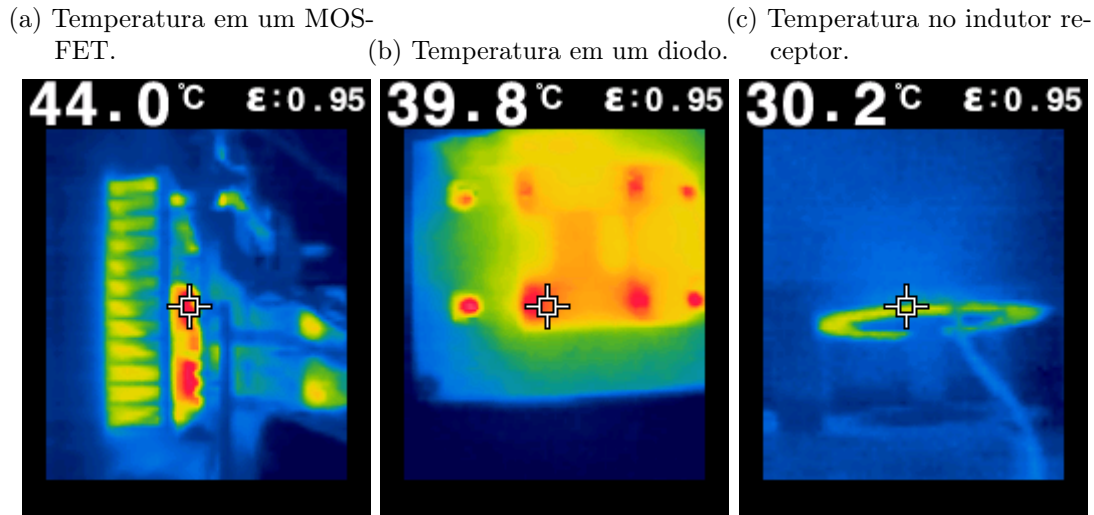 (a) Temperatura em um MOS-
FET.
(b) Temperatura em um diodo.
(c) Temperatura no indutor re-
ceptor.
44.0 °C ε:0.95
39.8 °C ε:0.95
30.2 °C ε:0.95